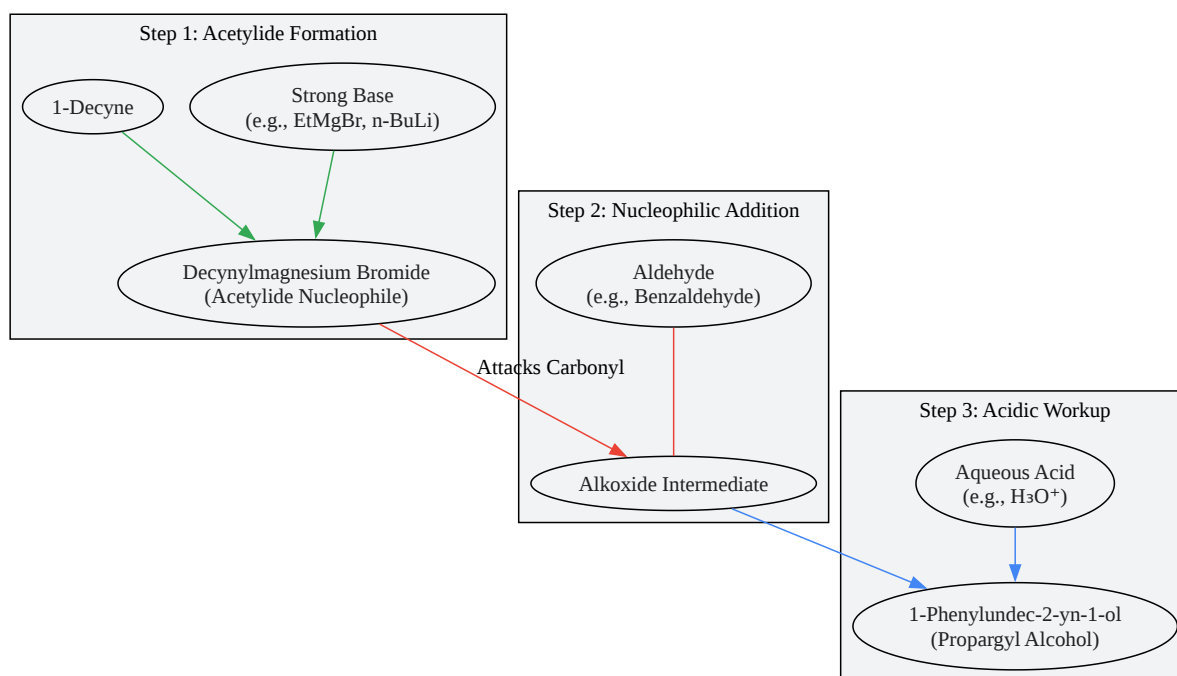 Step 1: Acetylide Formation
1-Decyne
Strong Base
(e.g., EtMgBr, n-BuLi)
Decynylmagnesium Bromide
(Acetylide Nucleophile)
Step 2: Nucleophilic Addition
Aldehyde
(e.g., Benzaldehyde)
Attacks Carbonyl
Alkoxide Intermediate
Step 3: Acidic Workup
Aqueous Acid
(e.g., H₃O⁺)
1-Phenylundec-2-yn-1-ol
(Propargyl Alcohol)